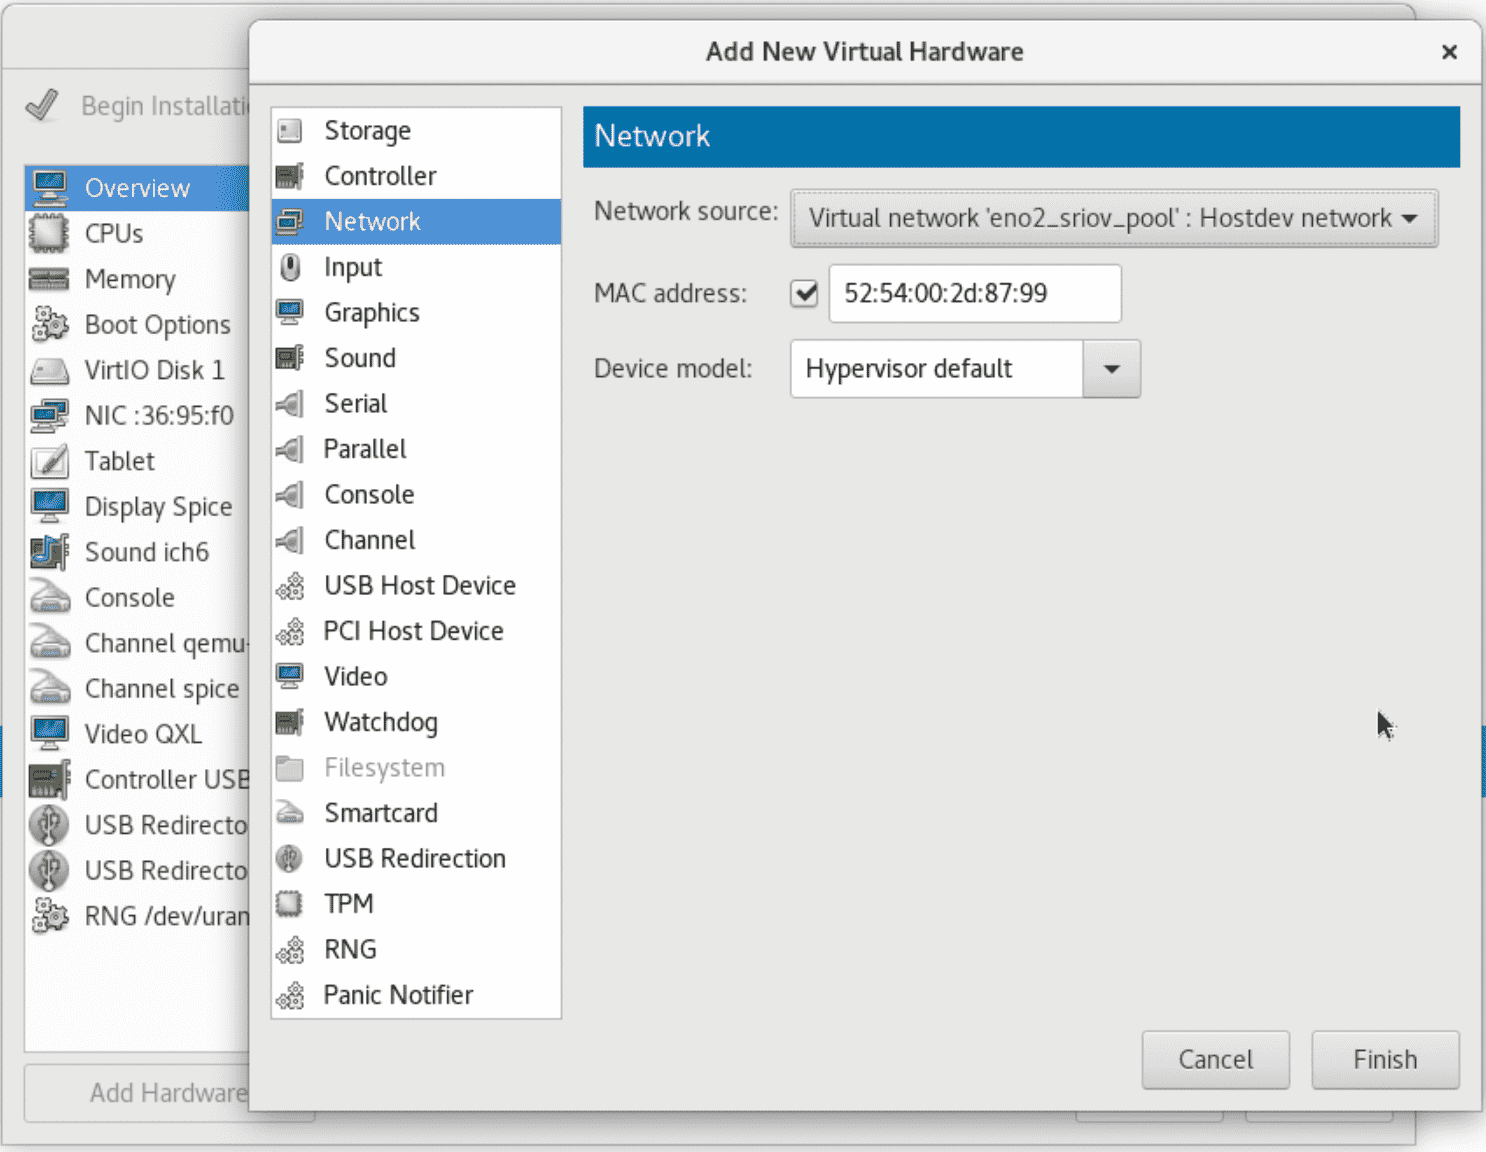 Add New Virtual Hardware
Begin Installati
Overview
CPUs
Memory
Boot Options
VirtIO Disk 1
NIC :36:95:f0
Tablet
Display Spice
Sound ich6
Console
Channel qemu-
Channel spice
Video QXL
Controller USB
USB Redirecto
USB Redirecto
RNG /dev/uran
Add Hardware
Storage
Controller
Network
Input
Graphics
Sound
Serial
Parallel
Console
Channel
USB Host Device
PCI Host Device
Video
Watchdog
Filesystem
Smartcard
USB Redirection
TPM
RNG
Panic Notifier
Network
Network source: Virtual network 'eno2_sriov_pool' : Hostdev network
MAC address: 52:54:00:2d:87:99
Device model: Hypervisor default
Cancel Finish